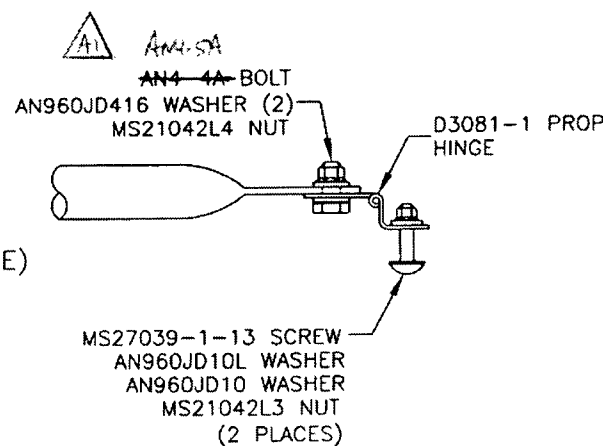 A1 AN4-5A
AN4-4A BOLT
AN960JD416 WASHER (2)
MS21042L4 NUT
D3081-1 PROP
HINGE
E)
MS27039-1-13 SCREW
AN960JD10L WASHER
AN960JD10 WASHER
MS21042L3 NUT
(2 PLACES)